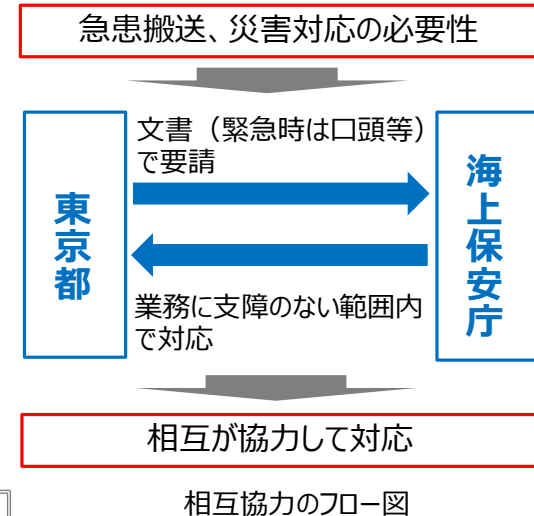 急患搬送、災害対応の必要性
文書（緊急時は口頭等）
で要請
東京都
海上保安庁
業務に支障のない範囲内
で対応
相互が協力して対応
相互協力のフロー図